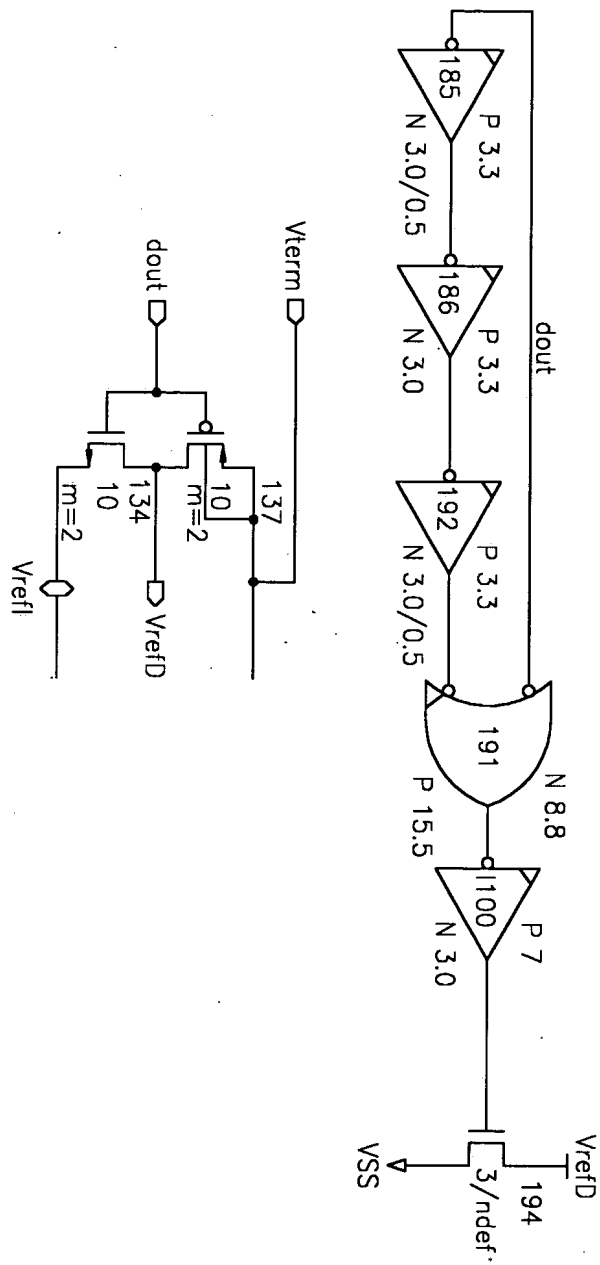 dout
185
P 3.3
N 3.0/0.5
186
P 3.3
N 3.0
192
P 3.3
N 3.0/0.5
191
N 8.8
P 15.5
I100
P 7
N 3.0
VrefD
194
3/ndef
VSS
Vterm
dout
137
10
m=2
134
10
m=2
VrefD
VrefI